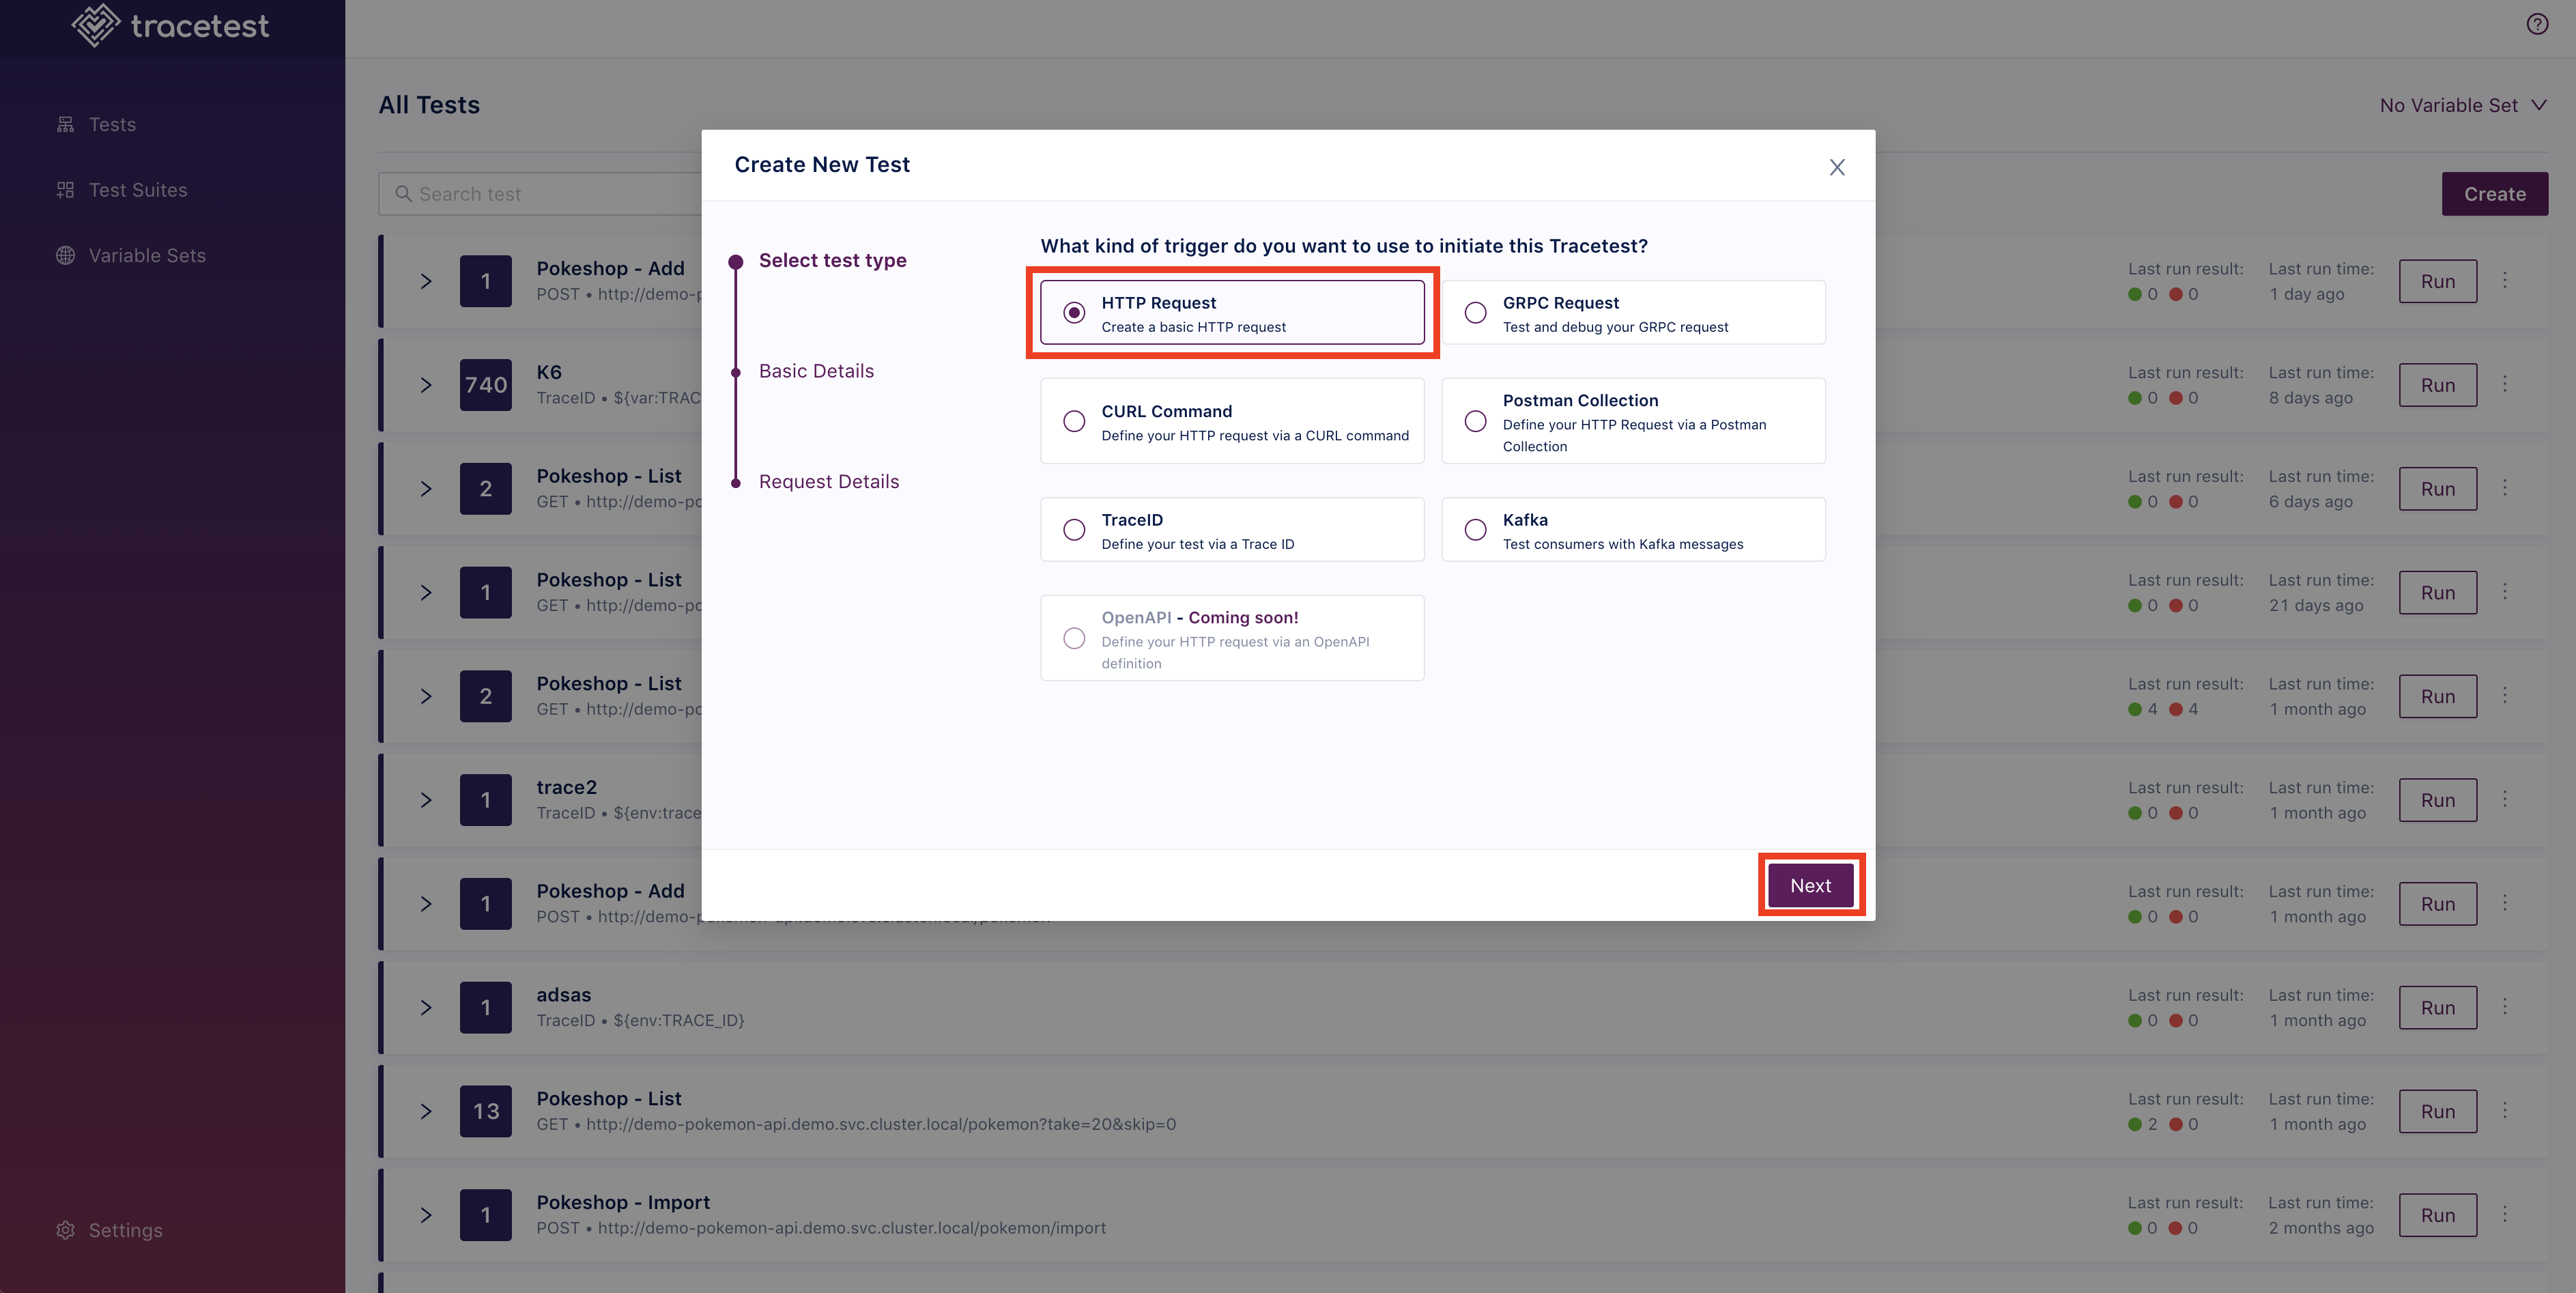 tracetest
Tests
Test Suites
Variable Sets
Settings
All Tests
No Variable Set
Search test
Create
1
Pokeshop - Add
POST • http://demo-p
Last run result:
0 0
Last run time:
1 day ago
Run
740
K6
TraceID • ${var:TRAC
Last run result:
0 0
Last run time:
8 days ago
Run
2
Pokeshop - List
GET • http://demo-po
Last run result:
0 0
Last run time:
6 days ago
Run
1
Pokeshop - List
GET • http://demo-po
Last run result:
0 0
Last run time:
21 days ago
Run
2
Pokeshop - List
GET • http://demo-po
Last run result:
4 4
Last run time:
1 month ago
Run
1
trace2
TraceID • ${env:trace
Last run result:
0 0
Last run time:
1 month ago
Run
1
Pokeshop - Add
POST • http://demo-p
Last run result:
0 0
Last run time:
1 month ago
Run
1
adsas
TraceID • ${env:TRACE_ID}
Last run result:
0 0
Last run time:
1 month ago
Run
13
Pokeshop - List
GET • http://demo-pokemon-api.demo.svc.cluster.local/pokemon?take=20&skip=0
Last run result:
2 0
Last run time:
1 month ago
Run
1
Pokeshop - Import
POST • http://demo-pokemon-api.demo.svc.cluster.local/pokemon/import
Last run result:
0 0
Last run time:
2 months ago
Run
Create New Test
X
Select test type
Basic Details
Request Details
What kind of trigger do you want to use to initiate this Tracetest?
HTTP Request
Create a basic HTTP request
GRPC Request
Test and debug your GRPC request
CURL Command
Define your HTTP request via a CURL command
Postman Collection
Define your HTTP Request via a Postman
Collection
TraceID
Define your test via a Trace ID
Kafka
Test consumers with Kafka messages
OpenAPI - Coming soon!
Define your HTTP request via an OpenAPI
definition
Next